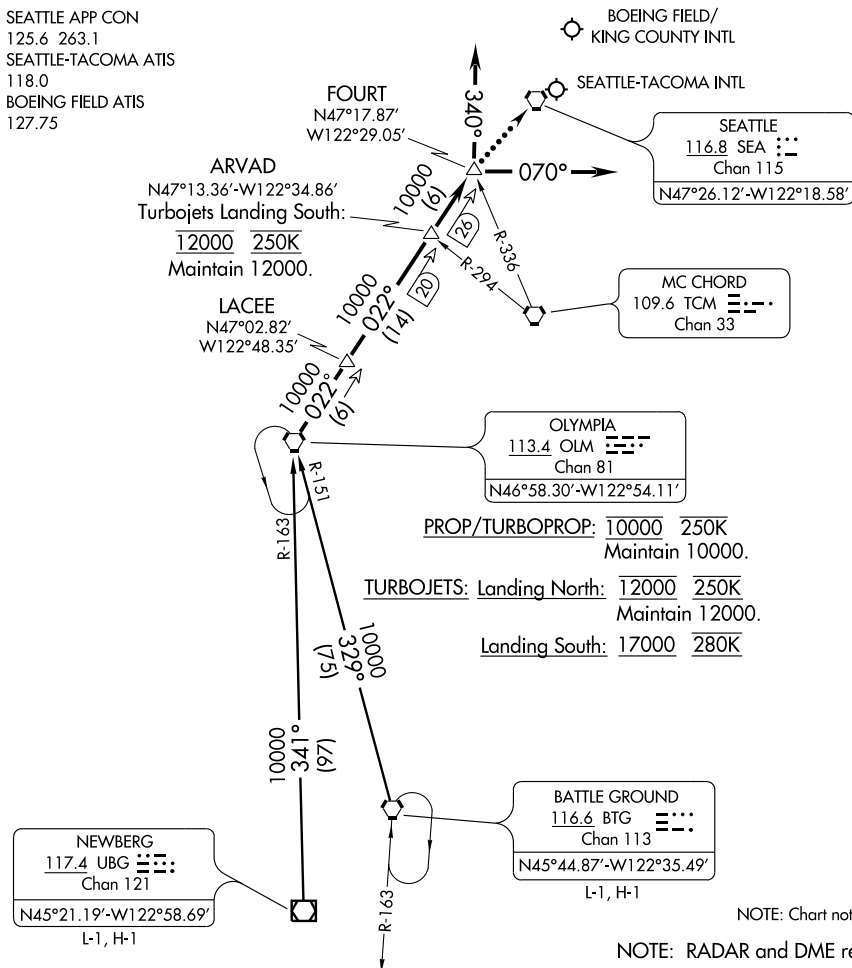 SEATTLE APP CON
125.6 263.1
SEATTLE-TACOMA ATIS
118.0
BOEING FIELD ATIS
127.75
BOEING FIELD/
KING COUNTY INTL
SEATTLE-TACOMA INTL
340°
FOURT
N47°17.87'
W122°29.05'
070°
SEATTLE
116.8 SEA
Chan 115
N47°26.12'-W122°18.58'
ARVAD
N47°13.36'-W122°34.86'
Turbojets Landing South:
12000 250K
Maintain 12000.
10000
(6)
26
R-336
R-294
MC CHORD
109.6 TCM
Chan 33
20
10000
022°
(14)
LACEE
N47°02.82'
W122°48.35'
10000
022°
(6)
OLYMPIA
113.4 OLM
Chan 81
N46°58.30'-W122°54.11'
R-151
R-163
PROP/TURBOPROP: 10000 250K
Maintain 10000.
TURBOJETS: Landing North: 12000 250K
Maintain 12000.
Landing South: 17000 280K
10000
329°
(75)
10000
341°
(97)
BATTLE GROUND
116.6 BTG
Chan 113
N45°44.87'-W122°35.49'
L-1, H-1
NEWBERG
117.4 UBG
Chan 121
N45°21.19'-W122°58.69'
L-1, H-1
R-163
NOTE: Chart not
NOTE: RADAR and DME re